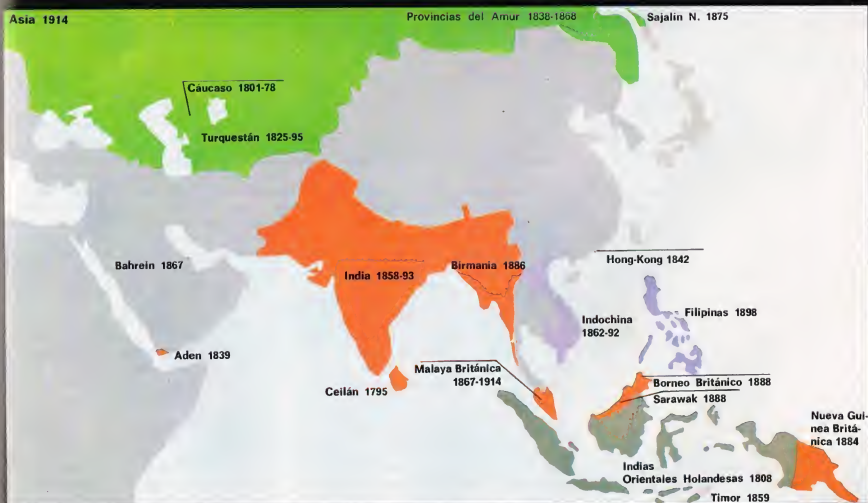 Asia 1914
Provincias del Amur 1838-1868
Sajalin N. 1875
Cáucaso 1801-78
Turquestán 1825-95
Bahrein 1867
India 1858-93
Birmania 1886
Hong-Kong 1842
Aden 1839
Indochina
1862-92
Filipinas 1898
Ceilán 1795
Malaya Británica
1867-1914
Borneo Británico 1888
Sarawak 1888
Nueva Gui-
nea Britá-
nica 1884
Indias
Orientales Holandesas 1808
Timor 1859